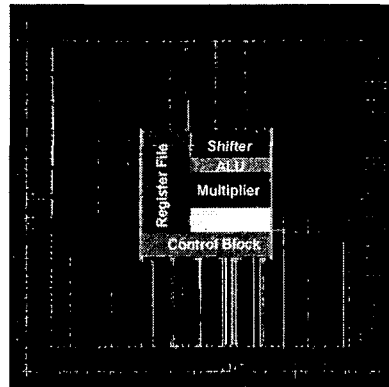 Register File
Shifter
ALU
Multiplier
Control Block